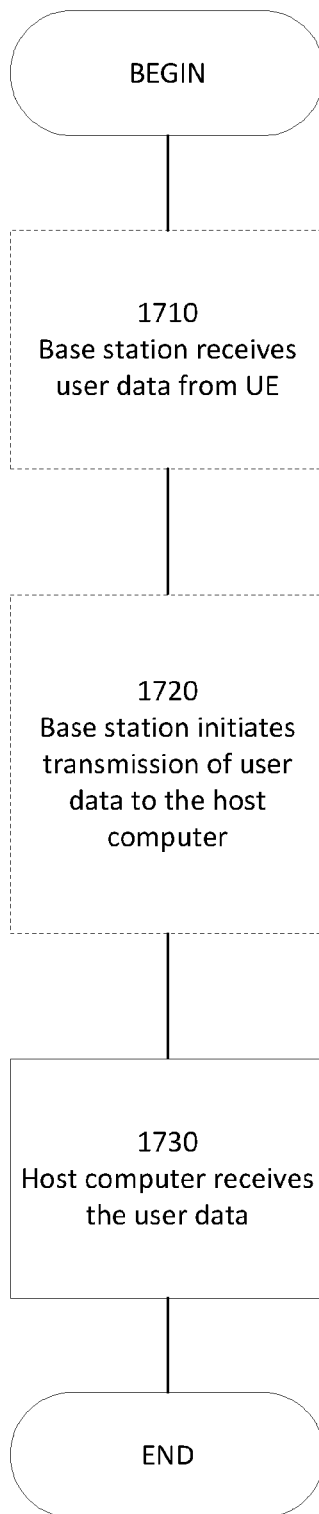 BEGIN
1710
Base station receives
user data from UE
1720
Base station initiates
transmission of user
data to the host
computer
1730
Host computer receives
the user data
END